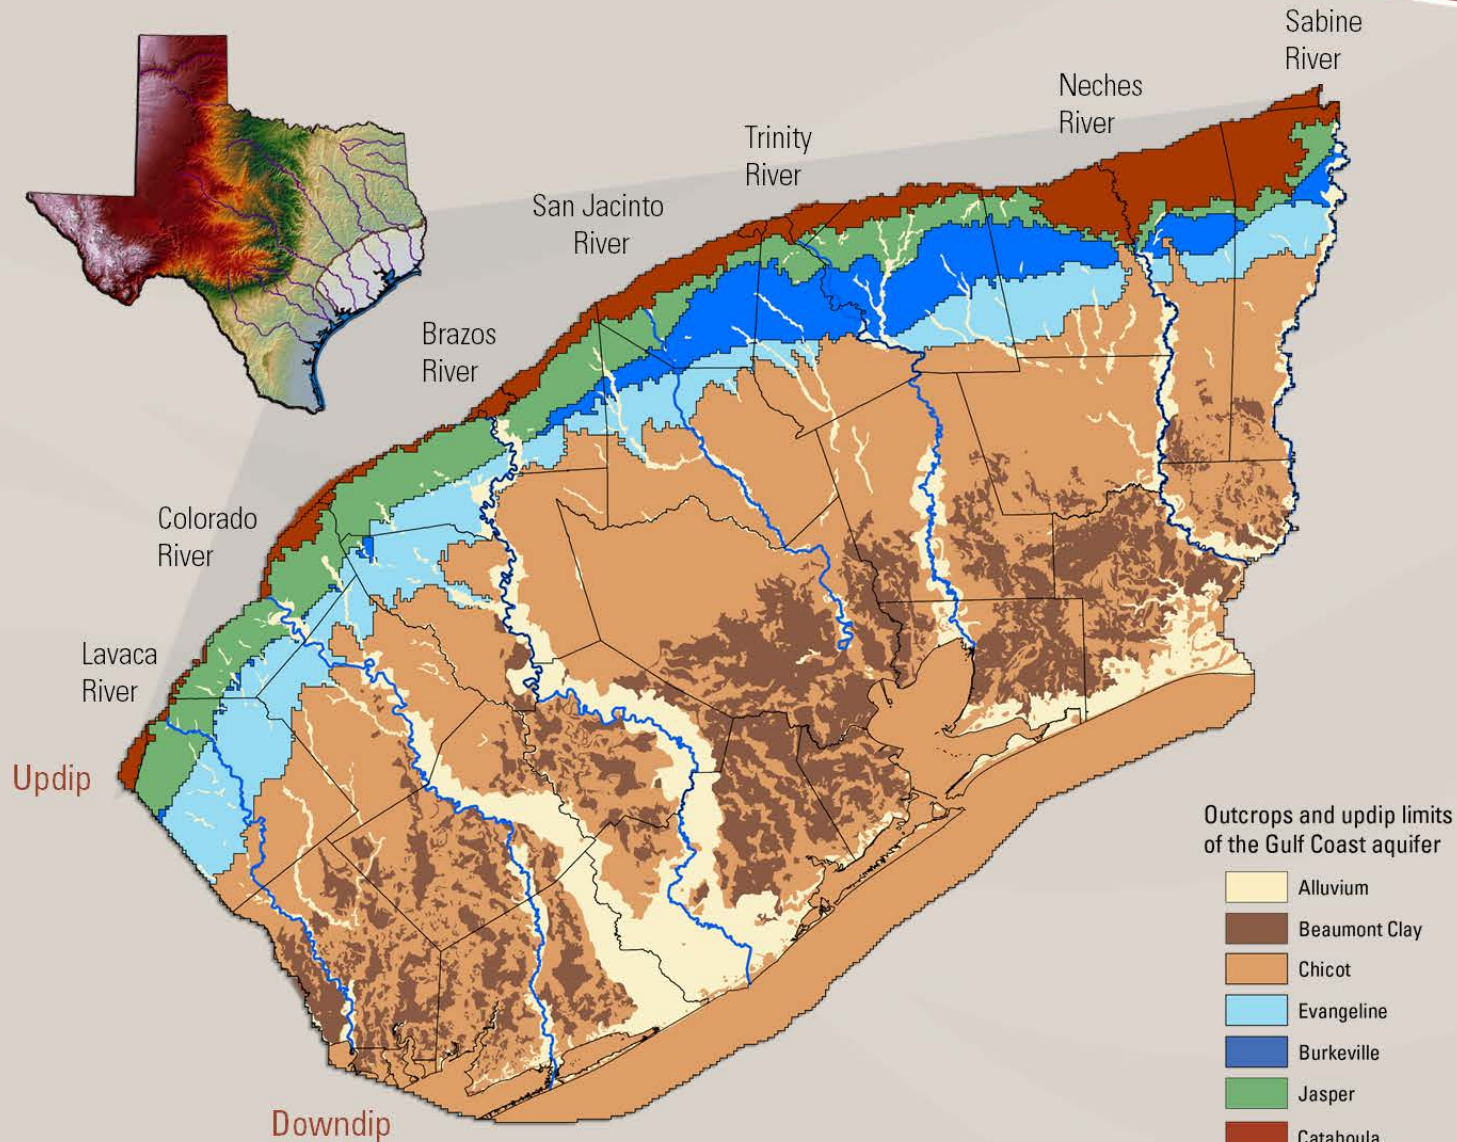 Sabine
River
Neches
River
Trinity
River
San Jacinto
River
Brazos
River
Colorado
River
Lavaca
River
Updip
Downdip
Outcrops and updip limits
of the Gulf Coast aquifer
Alluvium
Beaumont Clay
Chicot
Evangeline
Burkeville
Jasper
Catahoula